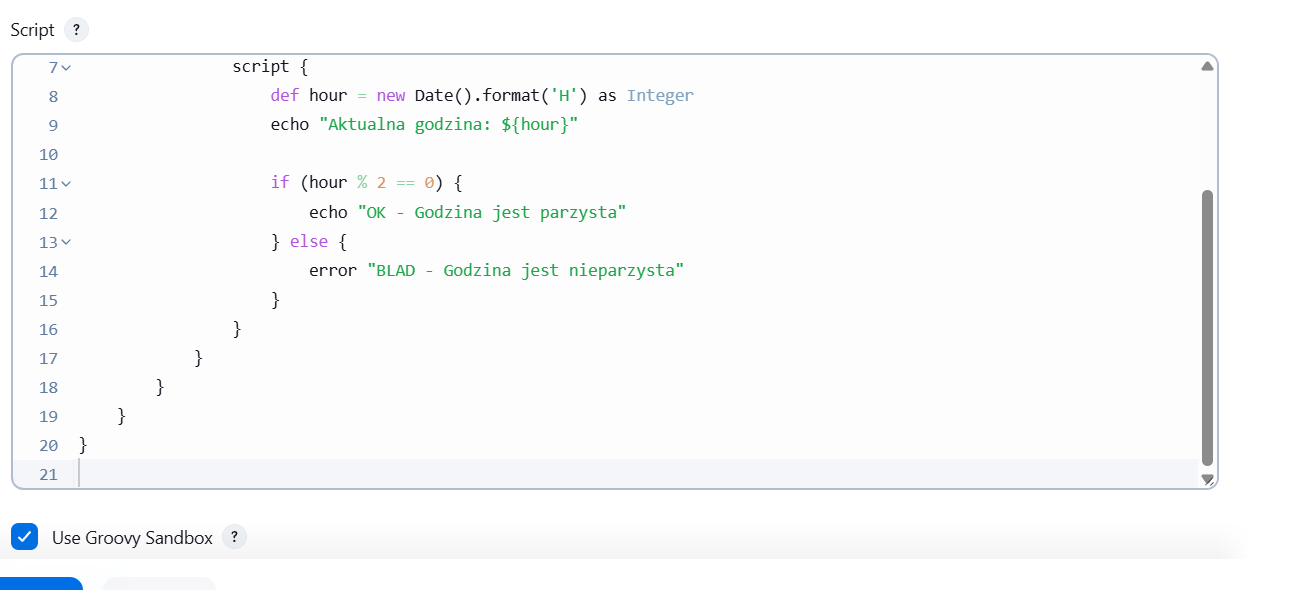 Script ?
7 script {
8 def hour = new Date().format('H') as Integer
9 echo "Aktualna godzina: ${hour}"
10
11 if (hour % 2 == 0) {
12 echo "OK - Godzina jest parzysta"
13 } else {
14 error "BLAD - Godzina jest nieparzysta"
15 }
16 }
17 }
18 }
19 }
20 }
21
Use Groovy Sandbox ?